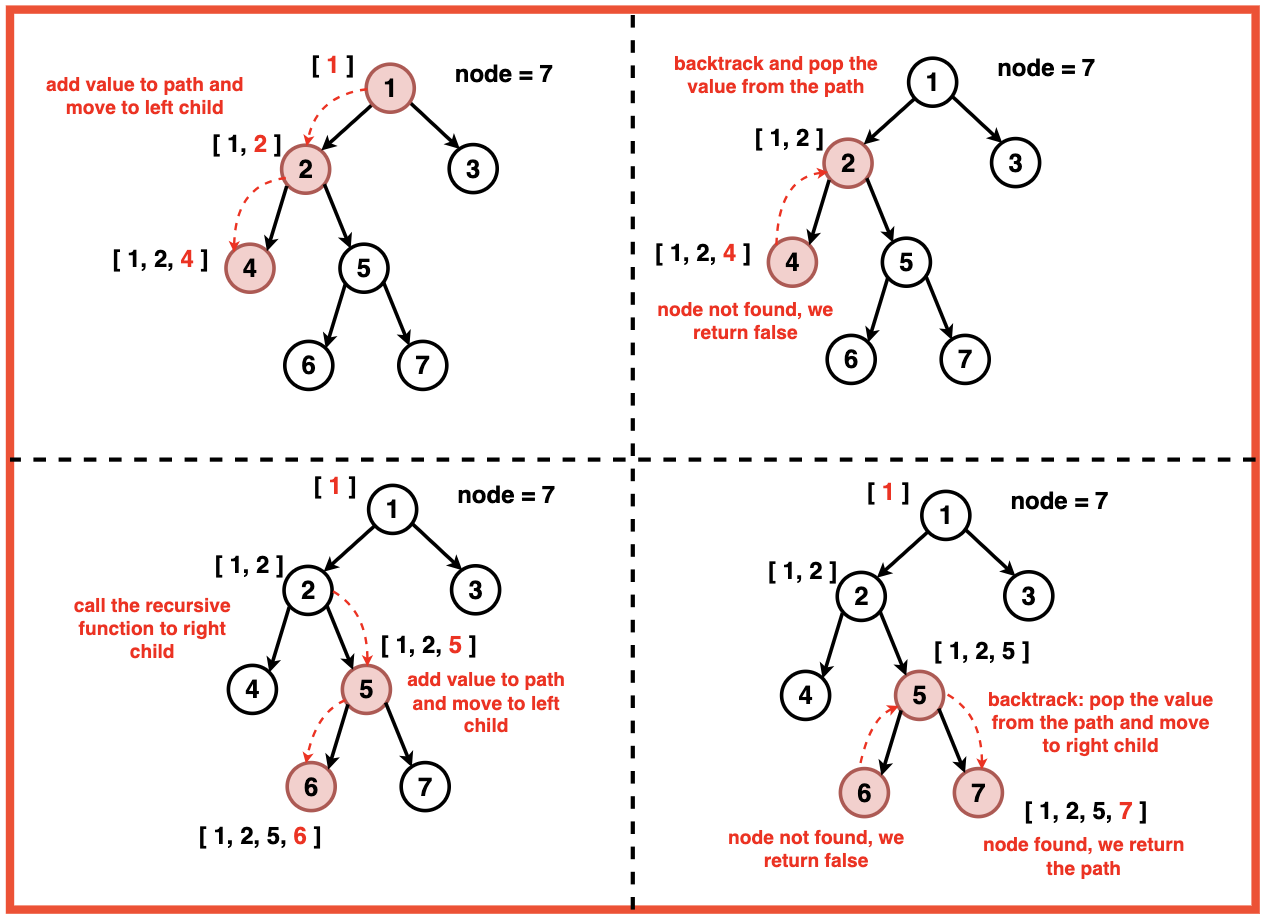 [ 1 ]
node = 7
add value to path and
move to left child
1
[ 1, 2 ]
2
3
[ 1, 2, 4 ]
4
5
6
7
backtrack and pop the
value from the path
node = 7
1
[ 1, 2 ]
2
3
[ 1, 2, 4 ]
4
5
node not found, we
return false
6
7
[ 1 ]
node = 7
1
[ 1, 2 ]
2
3
call the recursive
function to right
child
[ 1, 2, 5 ]
4
5
add value to path
and move to left
child
6
7
[ 1, 2, 5, 6 ]
[ 1 ]
node = 7
1
[ 1, 2 ]
2
3
[ 1, 2, 5 ]
4
5
backtrack: pop the value
from the path and move
to right child
6
7
[ 1, 2, 5, 7 ]
node not found, we
return false
node found, we return
the path